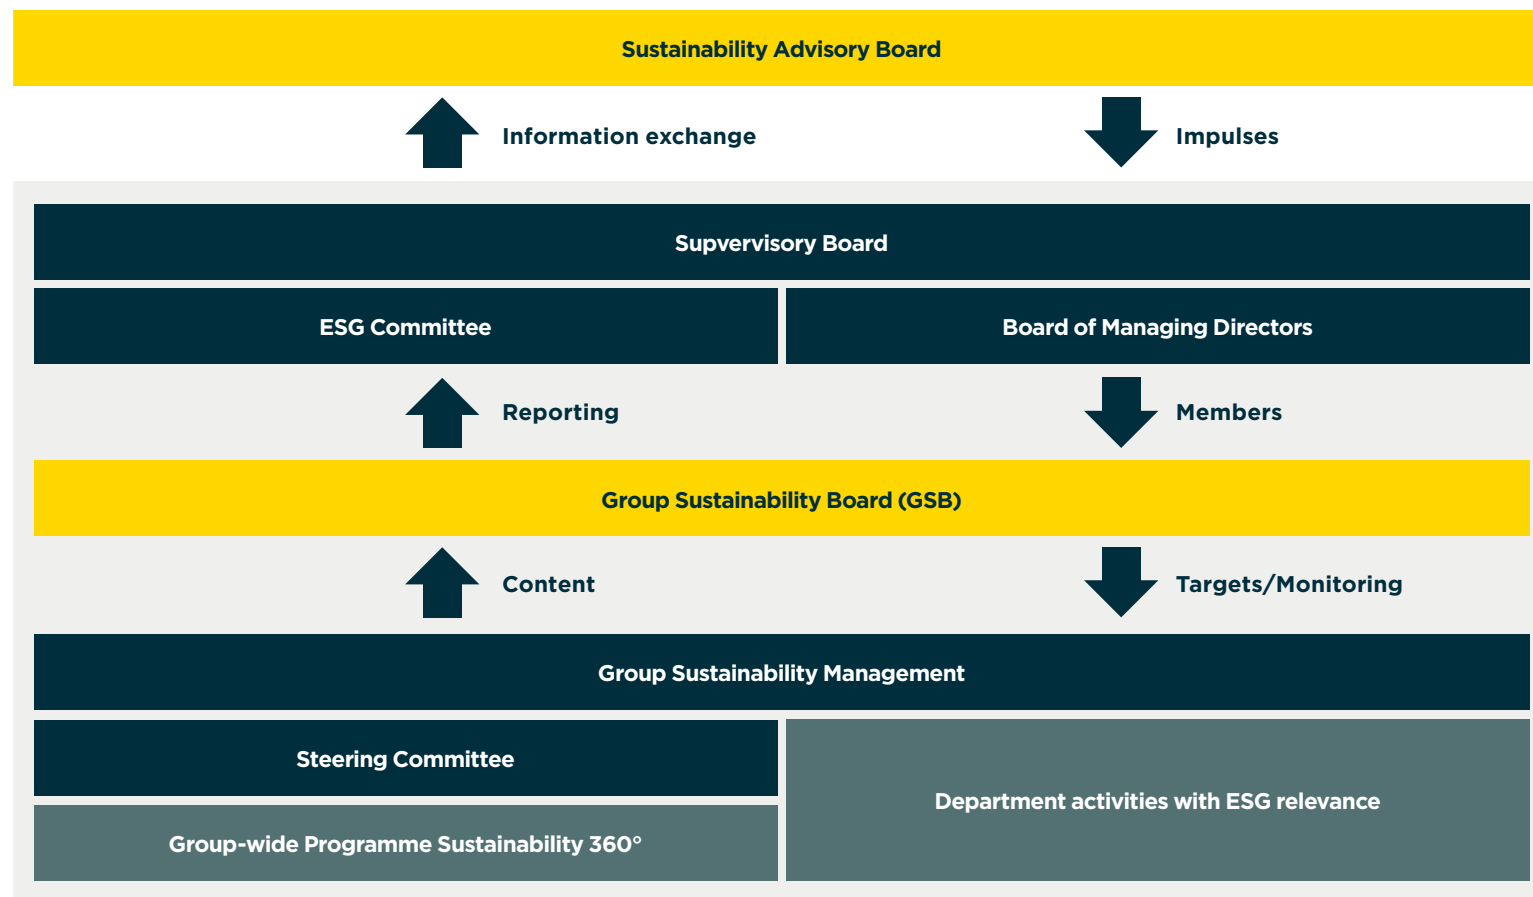 Sustainability Advisory Board
Information exchange
Impulses
Supvervisory Board
ESG Committee
Board of Managing Directors
Reporting
Members
Group Sustainability Board (GSB)
Content
Targets/Monitoring
Group Sustainability Management
Steering Committee
Department activities with ESG relevance
Group-wide Programme Sustainability 360°